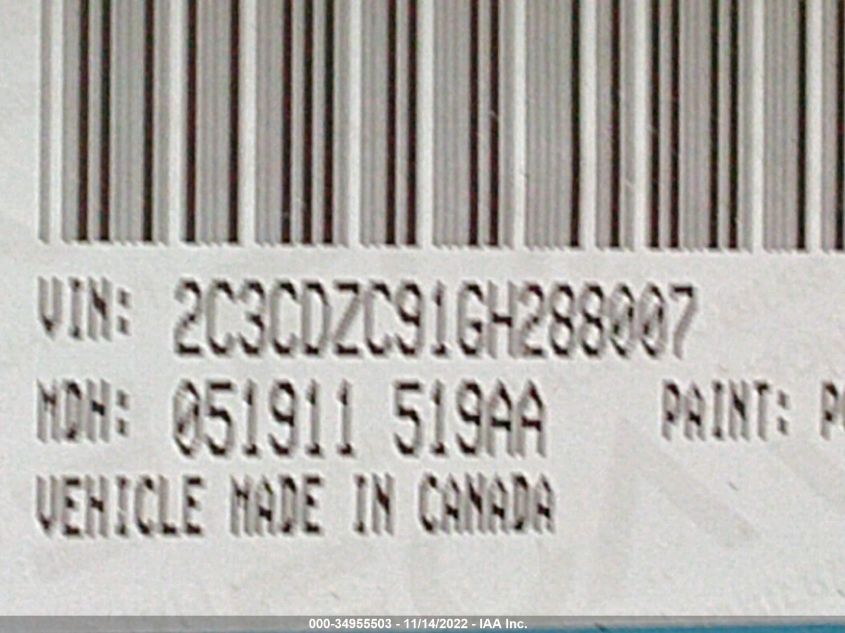 VIN: 2C3CDZC91GH288007
MDH: 051911 519AA PAINT:
VEHICLE MADE IN CANADA
000-34955503 - 11/14/2022 - IAA Inc.